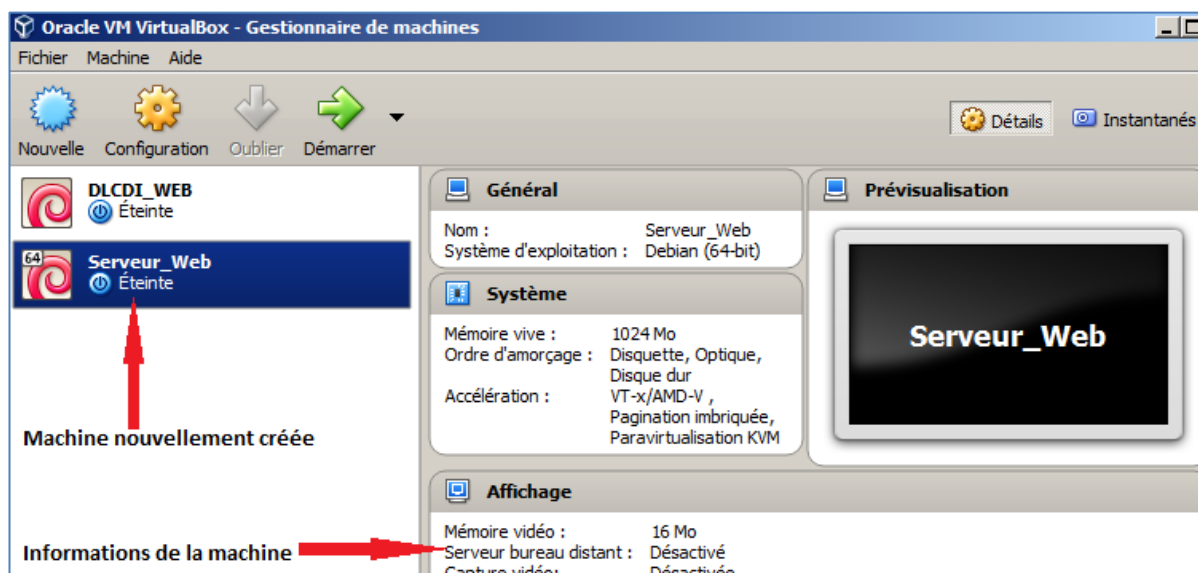 Oracle VM VirtualBox - Gestionnaire de machines
Fichier Machine Aide
Nouvelle Configuration Oublier Démarrer
Détails Instantanés
DLCDI_WEB
Éteinte
64
Serveur_Web
Éteinte
Machine nouvellement créée
Informations de la machine
Général
Nom : Serveur_Web
Système d'exploitation : Debian (64-bit)
Système
Mémoire vive : 1024 Mo
Ordre d'amorçage : Disquette, Optique,
Disque dur
Accélération : VT-x/AMD-V ,
Pagination imbriquée,
Paravirtualisation KVM
Prévisualisation
Serveur_Web
Affichage
Mémoire vidéo : 16 Mo
Serveur bureau distant : Désactivé
Capture vidéo: Désactivée